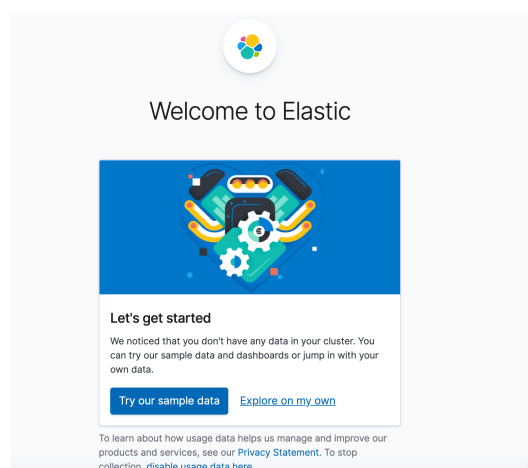 Welcome to Elastic
Let's get started
We noticed that you don't have any data in your cluster. You
can try our sample data and dashboards or jump in with your
own data.
Try our sample data
Explore on my own
To learn about how usage data helps us manage and improve our
products and services, see our Privacy Statement. To stop
collection, disable usage data here.